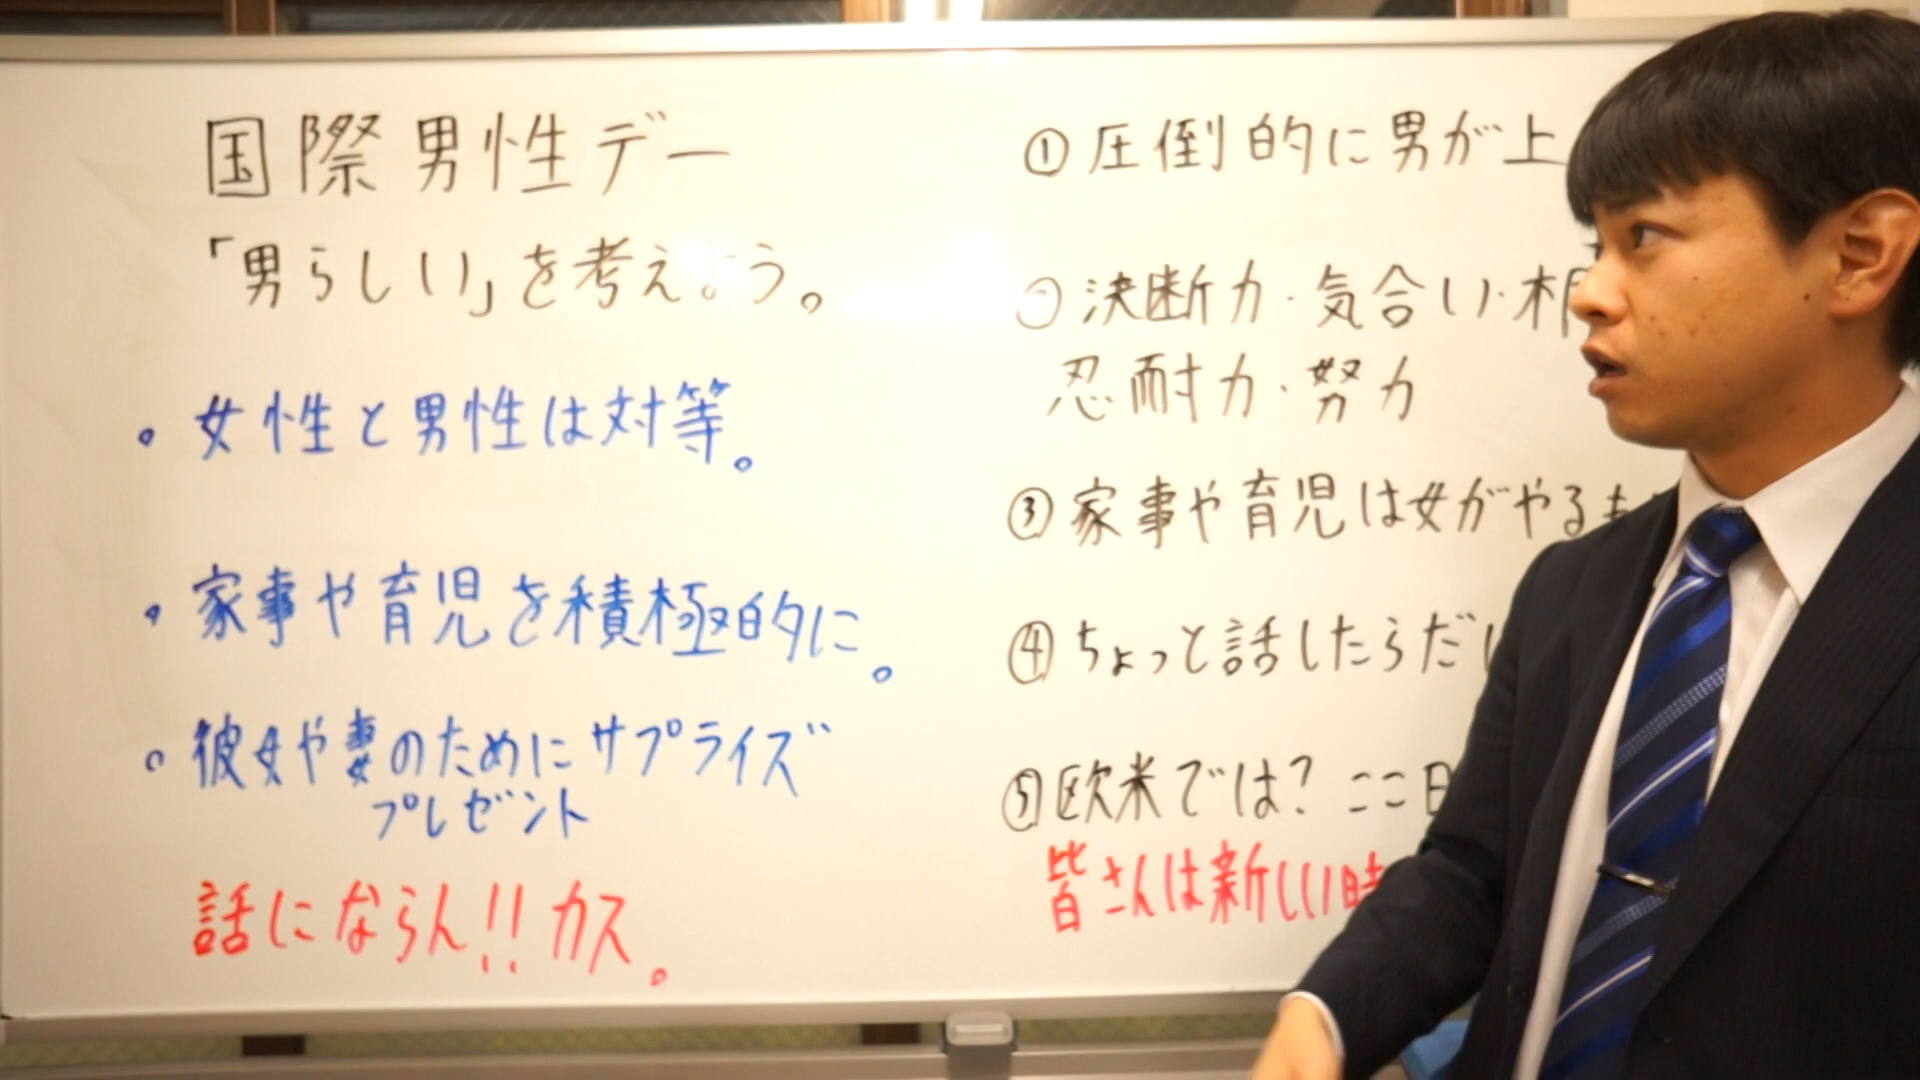 国際男性デー
「男らしい」を考えよう。
・女性と男性は対等。
・家事や育児を積極的に。
・彼女や妻のためにサプライズ
プレゼント
話にならん!!カス。
①圧倒的に男が上
②決断力・気合い・
忍耐力・努力
③家事や育児は女がやるも
④ちょっと話したらだ
⑤欧米では?ここ
皆さんは新しい時